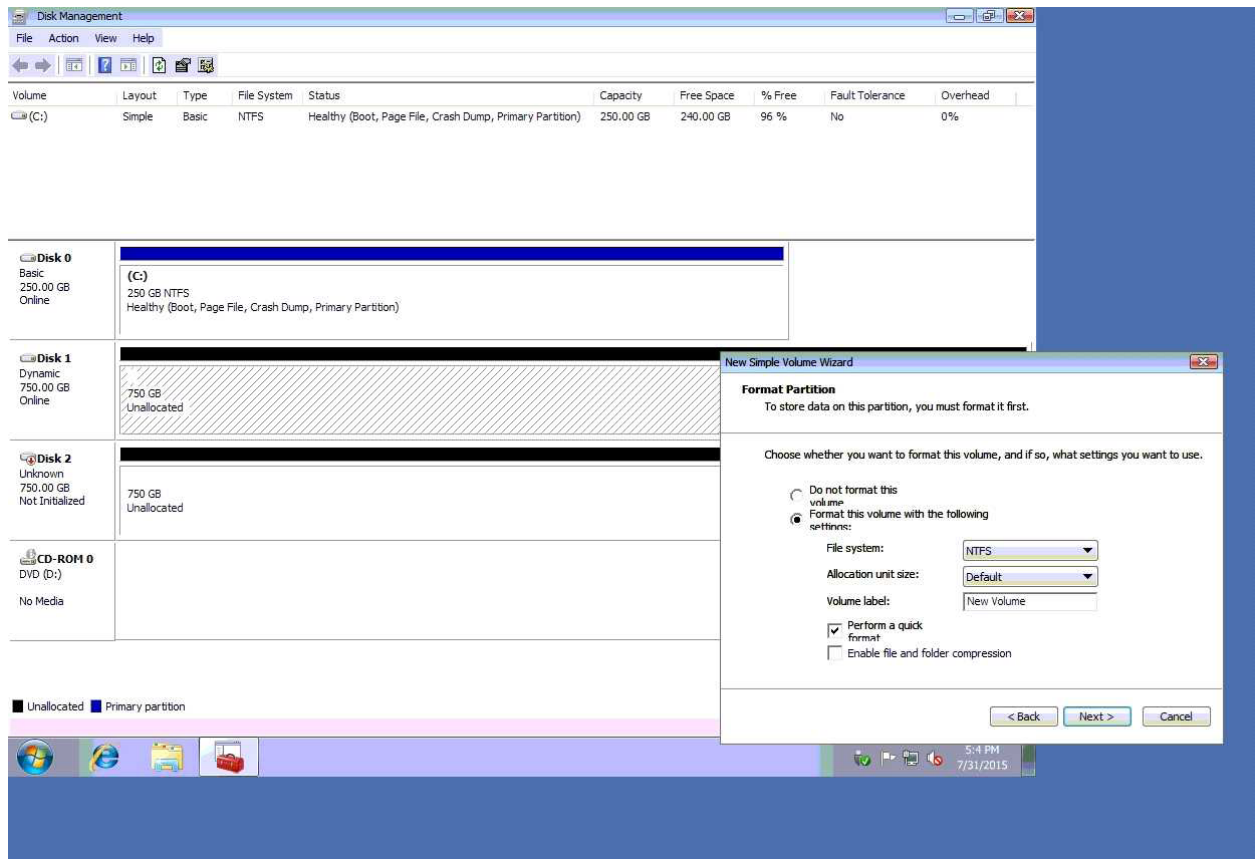 Disk Management
File Action View Help
Volume Layout Type File System Status Capacity Free Space % Free Fault Tolerance Overhead
(C:) Simple Basic NTFS Healthy (Boot, Page File, Crash Dump, Primary Partition) 250.00 GB 240.00 GB 96 % No 0%
Disk 0
Basic
250.00 GB
Online
(C:)
250 GB NTFS
Healthy (Boot, Page File, Crash Dump, Primary Partition)
Disk 1
Dynamic
750.00 GB
Online
750 GB
Unallocated
Disk 2
Unknown
750.00 GB
Not Initialized
750 GB
Unallocated
CD-ROM 0
DVD (D:)
No Media
Unallocated Primary partition
New Simple Volume Wizard
Format Partition
To store data on this partition, you must format it first.
Choose whether you want to format this volume, and if so, what settings you want to use.
Do not format this
volume
Format this volume with the following
settings:
File system: NTFS
Allocation unit size: Default
Volume label: New Volume
Perform a quick
format
Enable file and folder compression
< Back Next > Cancel
5:4 PM
7/31/2015